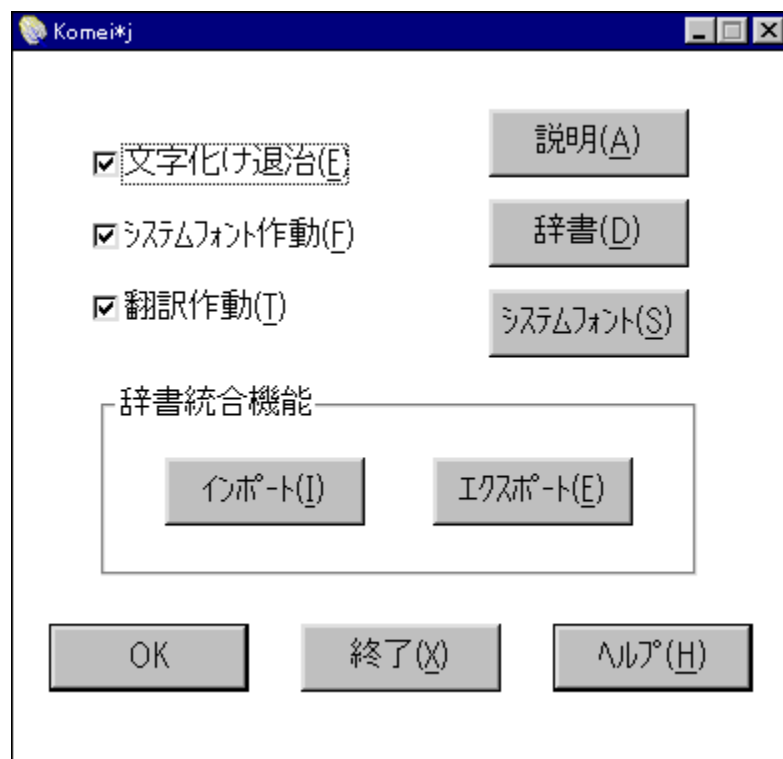 Komei*j
文字化け退治(E)
説明(A)
ｼｽﾃﾑﾌｫﾝﾄ作動(F)
辞書(D)
翻訳作動(T)
ｼｽﾃﾑﾌｫﾝﾄ(S)
辞書統合機能
ｲﾝﾎﾟｰﾄ(I)
ｴｸｽﾎﾟｰﾄ(E)
OK
終了(X)
ﾍﾙﾌﾟ(H)